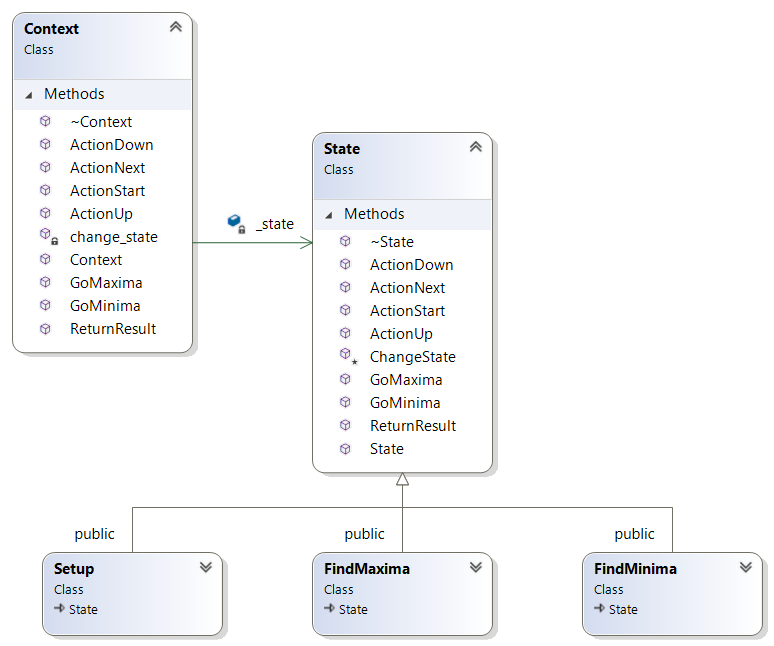 Context
Class
Methods
~Context
ActionDown
ActionNext
ActionStart
ActionUp
change_state
Context
GoMaxima
GoMinima
ReturnResult
_state
State
Class
Methods
~State
ActionDown
ActionNext
ActionStart
ActionUp
ChangeState
GoMaxima
GoMinima
ReturnResult
State
public
Setup
Class
State
public
FindMaxima
Class
State
public
FindMinima
Class
State